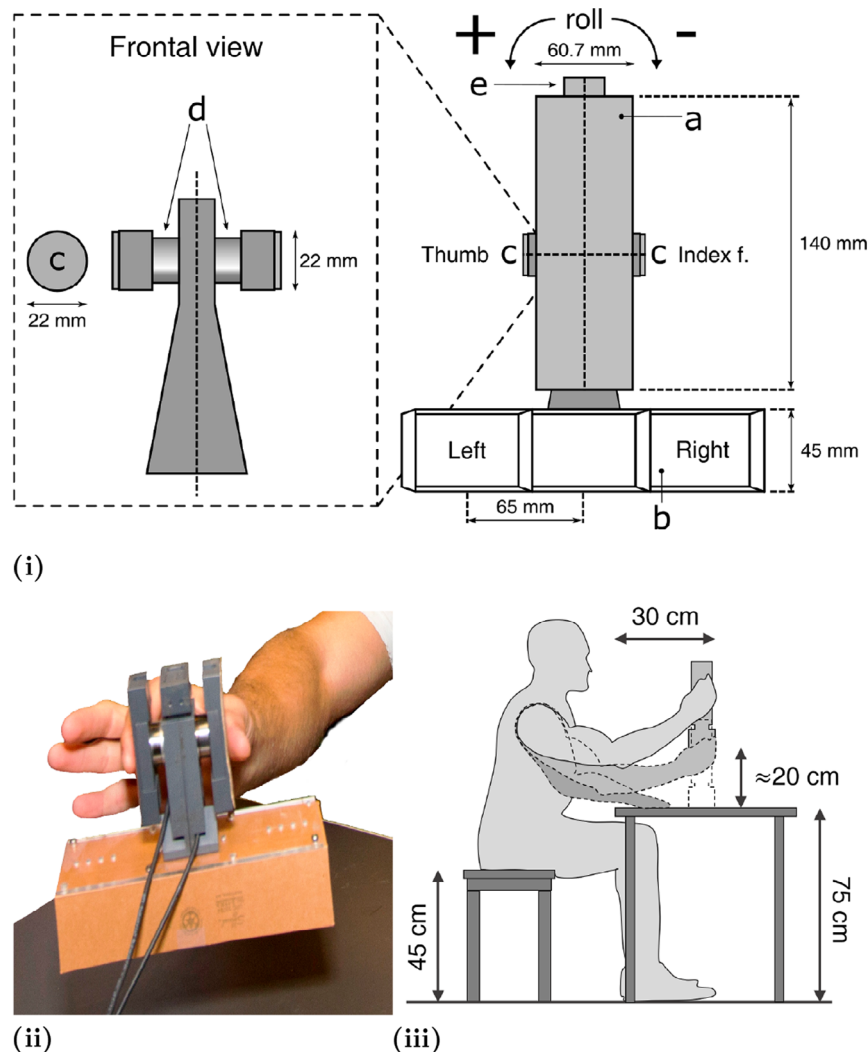 + roll -
60.7 mm
Frontal view
e
a
d
c
22 mm
22 mm
Thumb c
c Index f.
140 mm
Left
Right
45 mm
b
65 mm
(i)
30 cm
≈20 cm
45 cm
75 cm
(ii)
(iii)